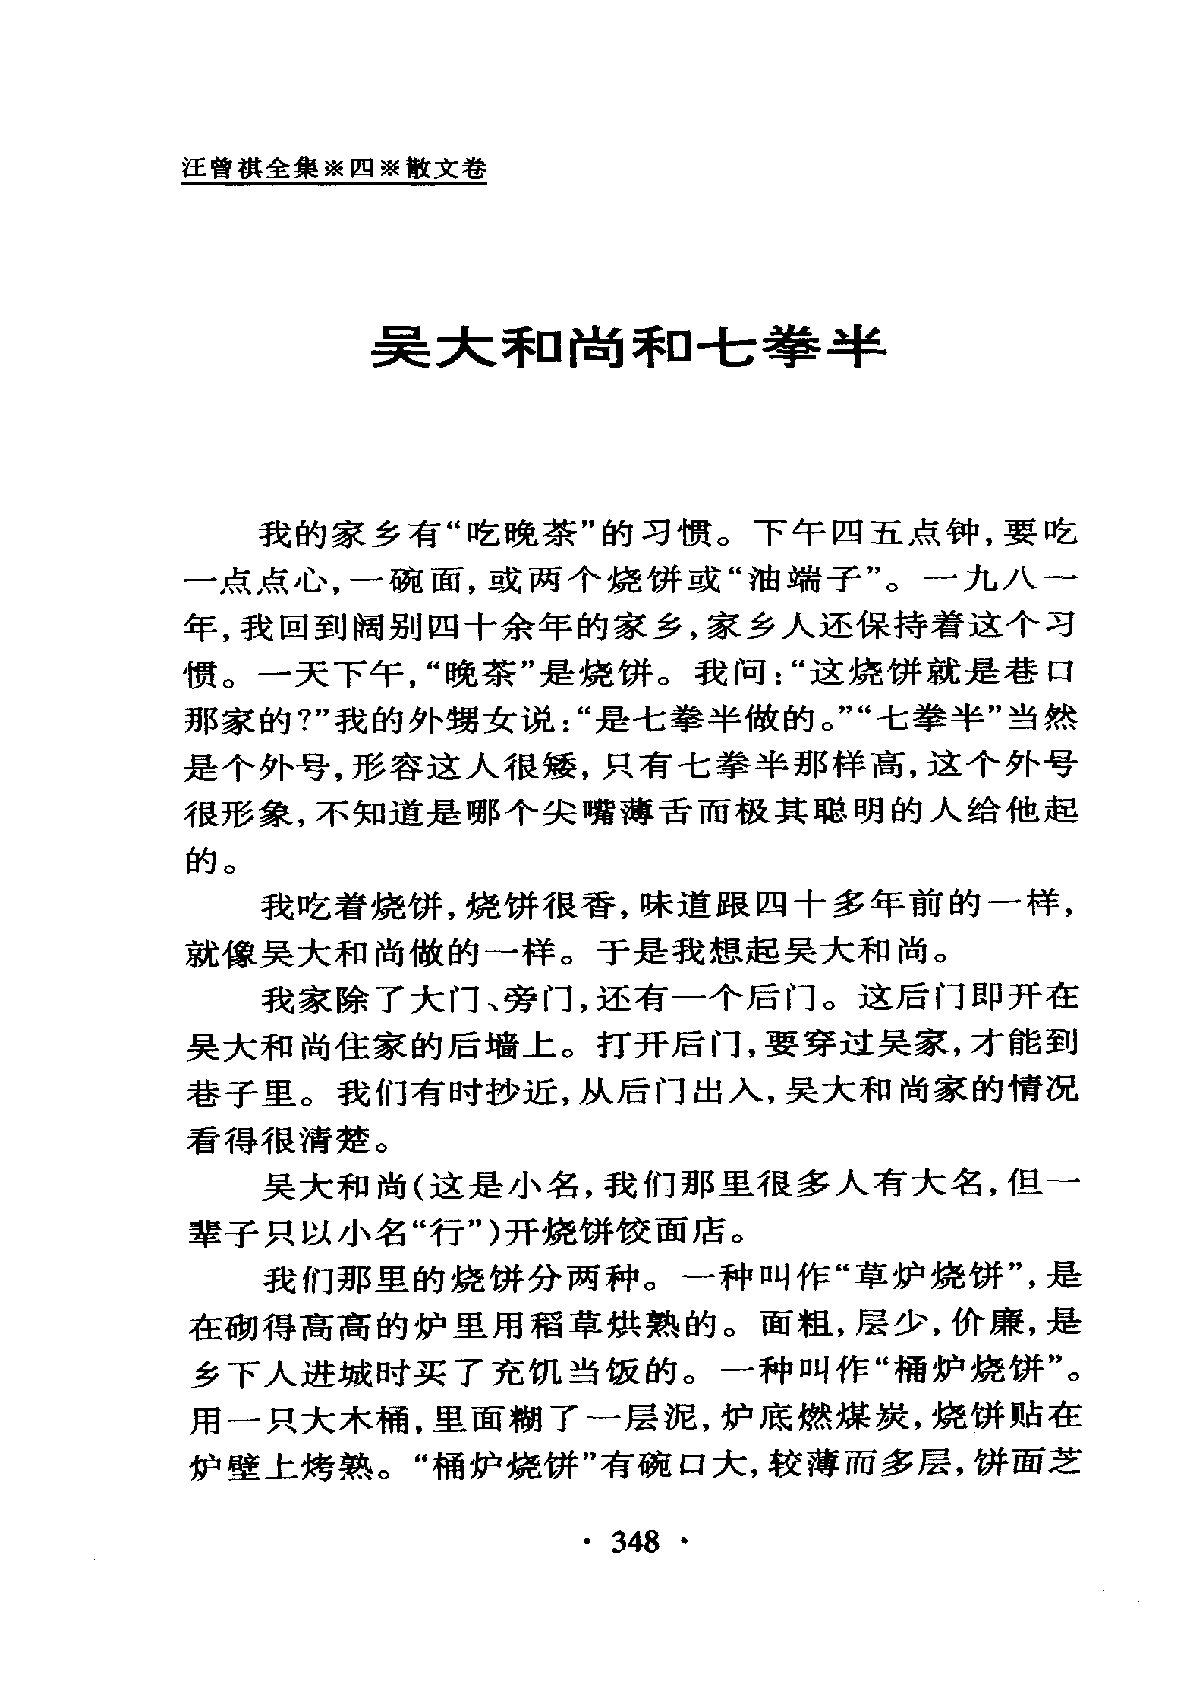 汪曾祺全集※四※散文卷
吴大和尚和七拳半
我的家乡有“吃晚茶”的习惯。下午四五点钟,要吃
一点点心,一碗面,或两个烧饼或“油端子”。一九八一
年,我回到阔别四十余年的家乡,家乡人还保持着这个习
惯。一天下午,“晚茶”是烧饼。我问:“这烧饼就是巷口
那家的?”我的外甥女说:“是七拳半做的。”“七拳半”当然
是个外号,形容这人很矮,只有七拳半那样高,这个外号
很形象,不知道是哪个尖嘴薄舌而极其聪明的人给他起
的。
我吃着烧饼,烧饼很香,味道跟四十多年前的一样,
就像吴大和尚做的一样。于是我想起吴大和尚。
我家除了大门、旁门,还有一个后门。这后门即开在
吴大和尚住家的后墙上。打开后门,要穿过吴家,才能到
巷子里。我们有时抄近,从后门出入,吴大和尚家的情况
看得很清楚。
吴大和尚(这是小名,我们那里很多人有大名,但一
辈子只以小名“行”)开烧饼饺面店。
我们那里的烧饼分两种。一种叫作“草炉烧饼”,是
在砌得高高的炉里用稻草烘熟的。面粗,层少,价廉,是
乡下人进城时买了充饥当饭的。一种叫作“桶炉烧饼”。
用一只大木桶,里面糊了一层泥,炉底燃煤炭,烧饼贴在
炉壁上烤熟。“桶炉烧饼”有碗口大,较薄而多层,饼面芝
· 348 ·